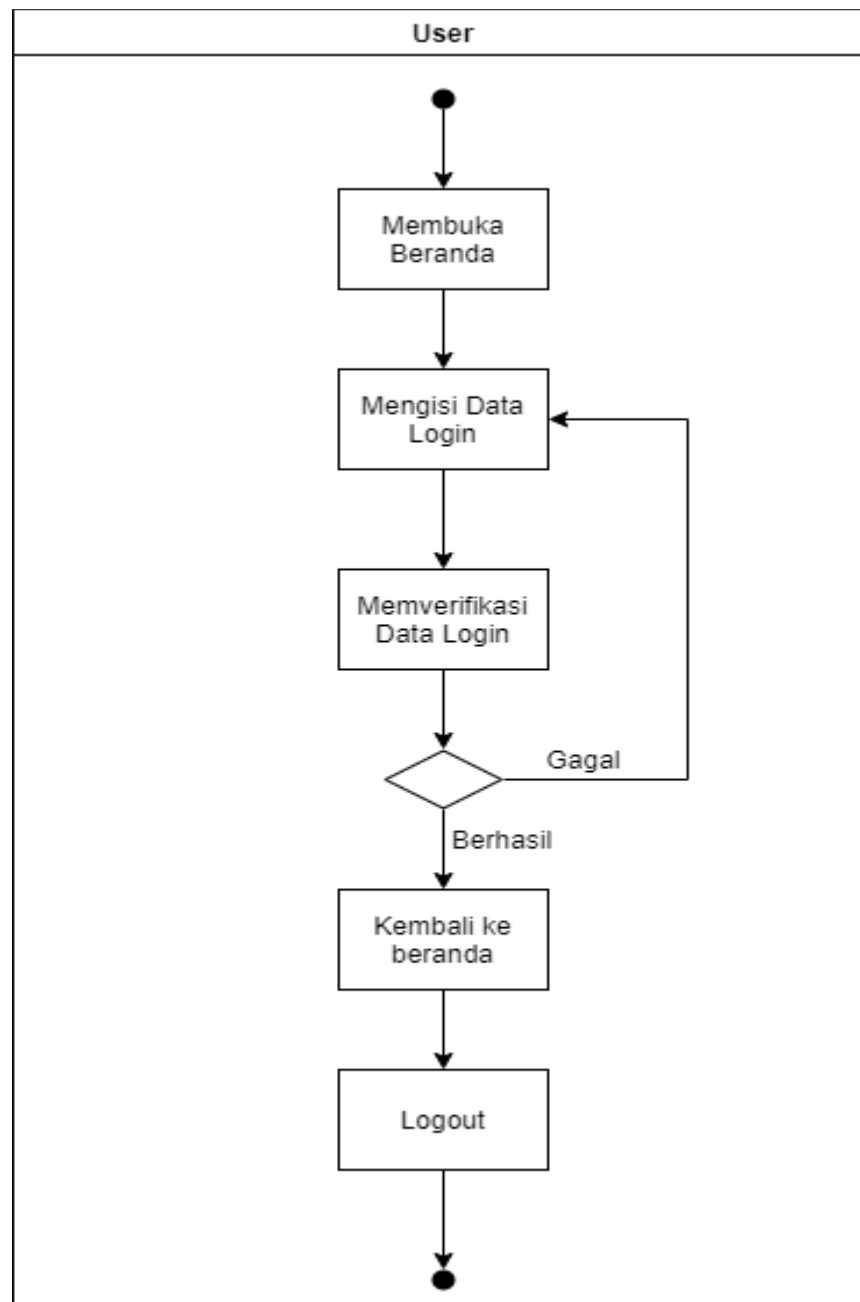 User
Membuka
Beranda
Mengisi Data
Login
Memverifikasi
Data Login
Gagal
Berhasil
Kembali ke
beranda
Logout